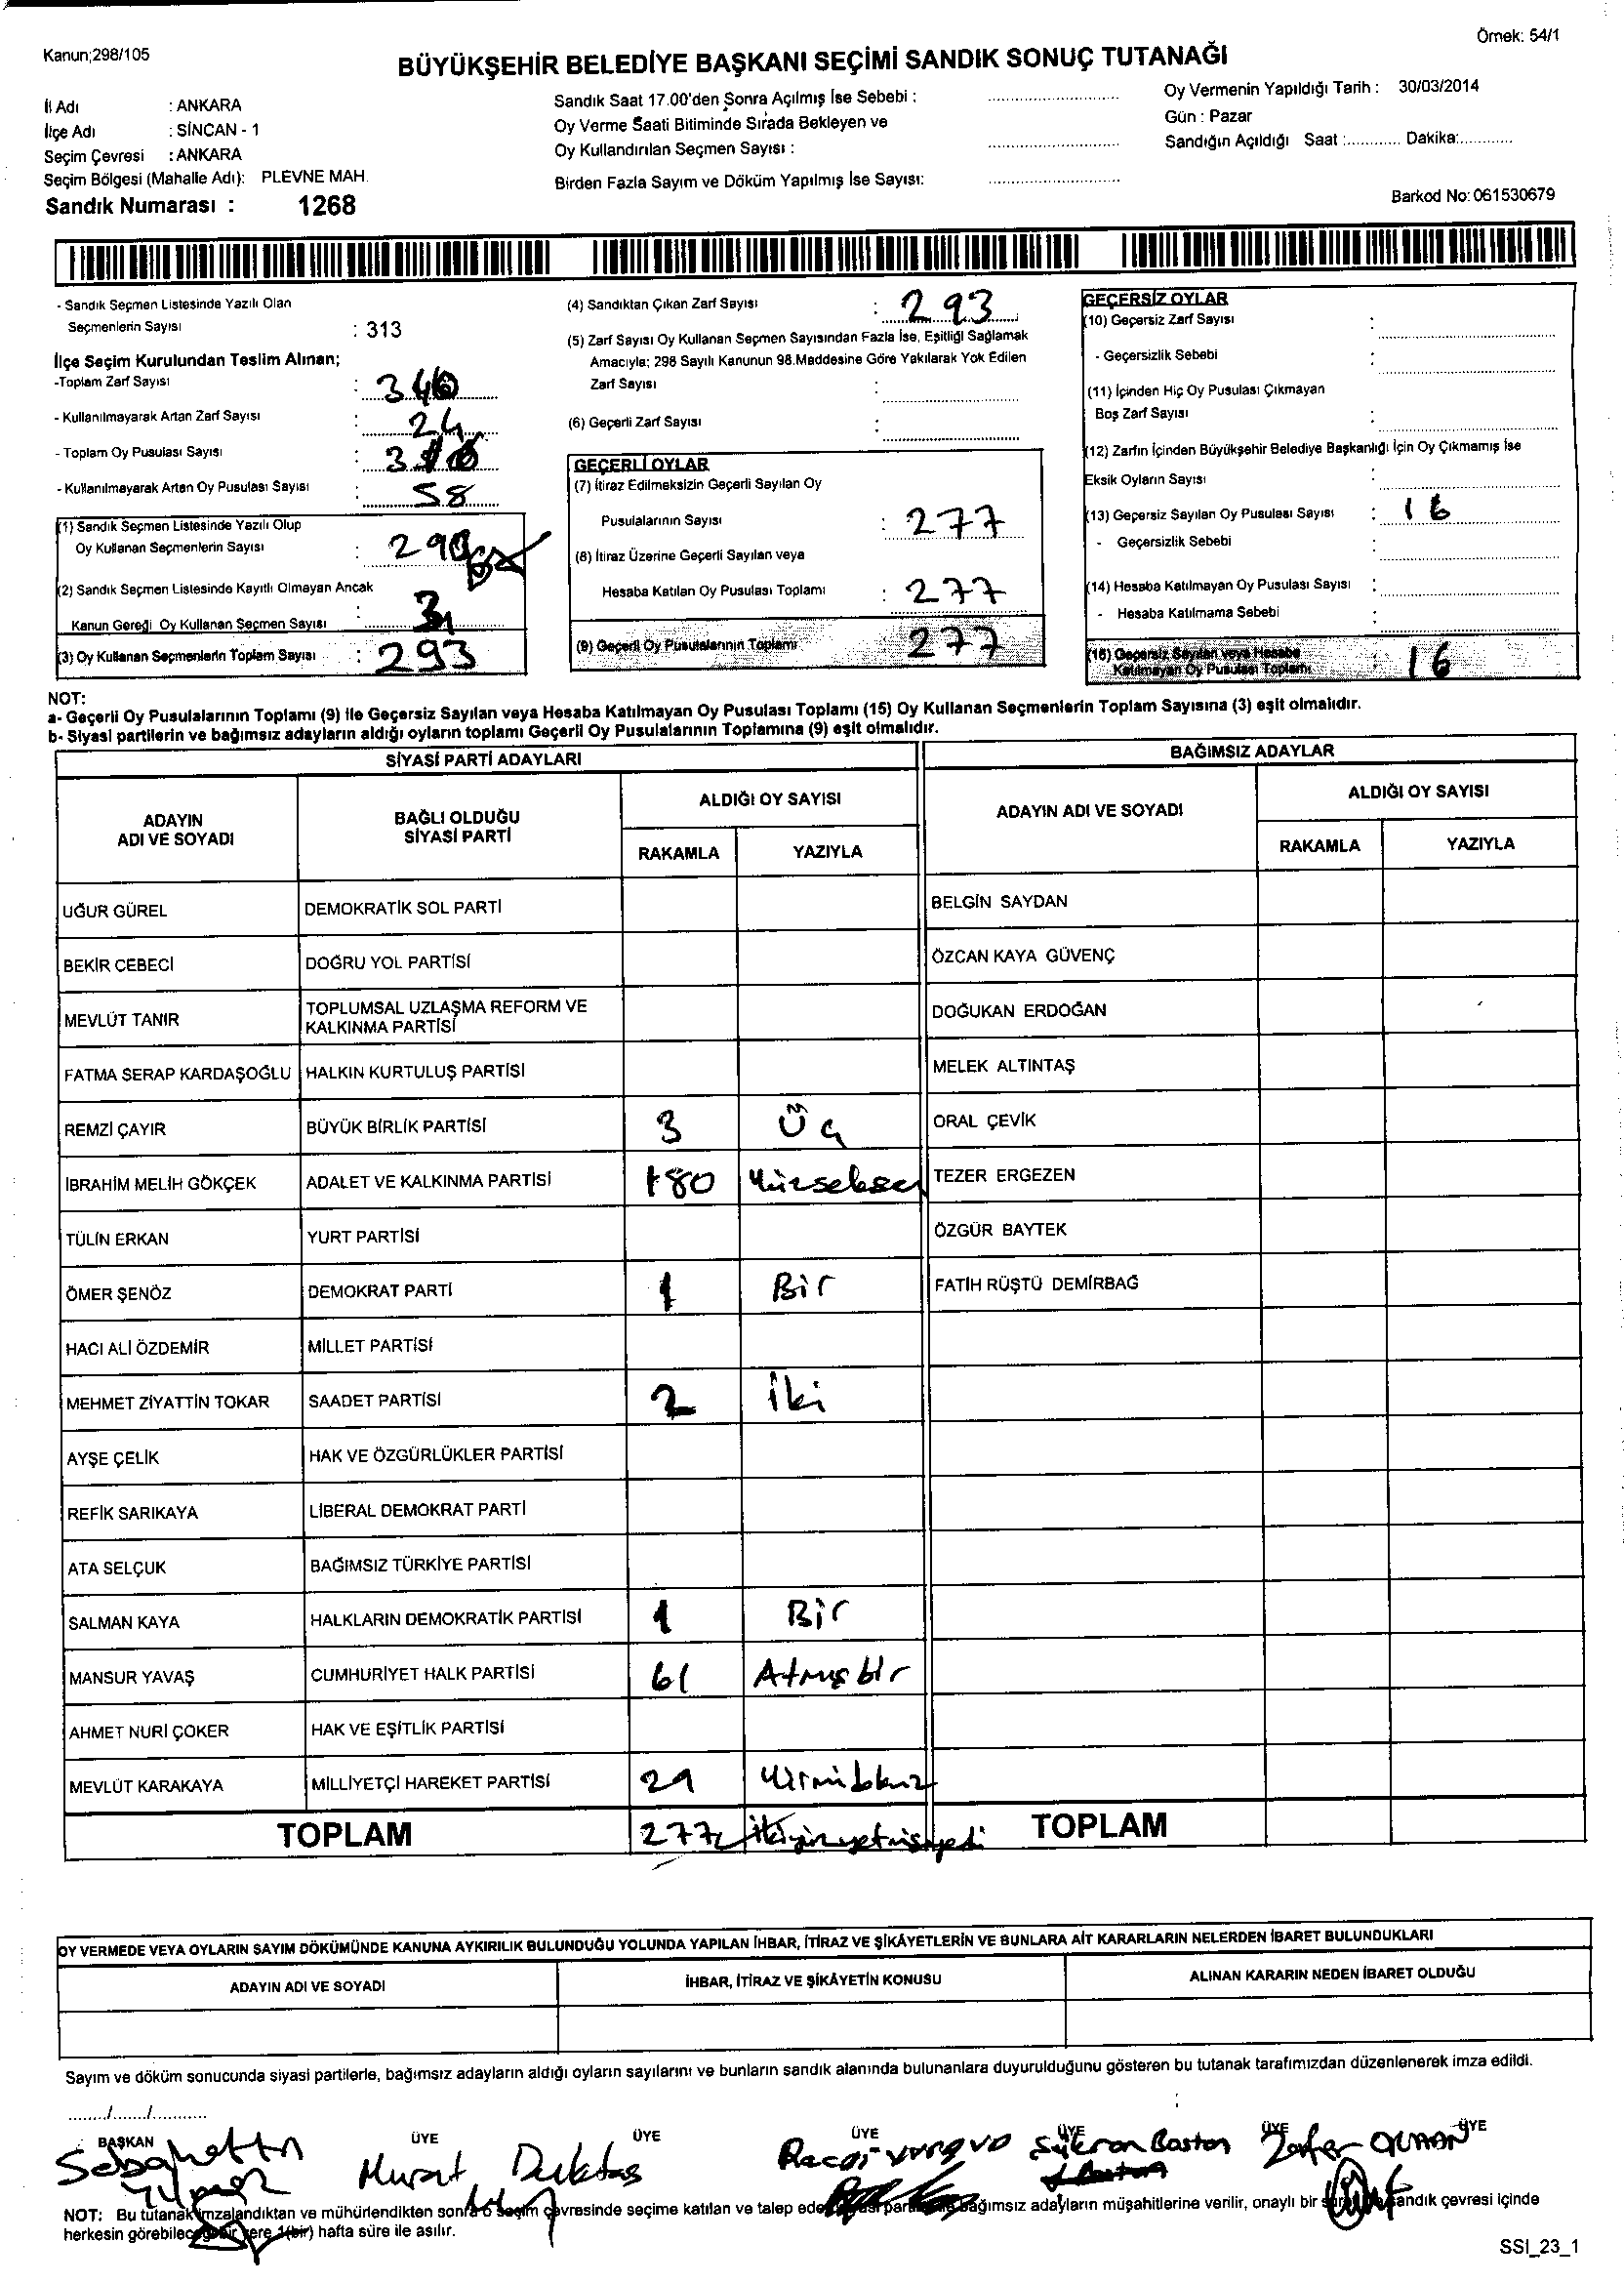 Örnek: 54/1
Kanun;298/105
BÜYÜKŞEHİR BELEDİYE BAŞKANI SEÇİMİ SANDIK SONUÇ TUTANAĞI
İl Adı : ANKARA
İlçe Adı : SİNCAN - 1
Seçim Çevresi : ANKARA
Seçim Bölgesi (Mahalle Adı): PLEVNE MAH.
Sandık Numarası : 1268
Sandık Saat 17.00'den Sonra Açılmış İse Sebebi :
Oy Verme Saati Bitiminde Sırada Bekleyen ve
Oy Kullandırılan Seçmen Sayısı :
Birden Fazla Sayım ve Döküm Yapılmış İse Sayısı:
Oy Vermenin Yapıldığı Tarih : 30/03/2014
Gün : Pazar
Sandığın Açıldığı Saat :............ Dakika:............
Barkod No: 061530679
- Sandık Seçmen Listesinde Yazılı Olan
Seçmenlerin Sayısı : 313
İlçe Seçim Kurulundan Teslim Alınan;
-Toplam Zarf Sayısı :
- Kullanılmayarak Artan Zarf Sayısı : 24
- Toplam Oy Pusulası Sayısı :
- Kullanılmayarak Artan Oy Pusulası Sayısı : 58
(1) Sandık Seçmen Listesinde Yazılı Olup
Oy Kullanan Seçmenlerin Sayısı : 290
(2) Sandık Seçmen Listesinde Kayıtlı Olmayan Ancak
Kanun Gereği Oy Kullanan Seçmen Sayısı : 3
(3) Oy Kullanan Seçmenlerin Toplam Sayısı : 293
(4) Sandıktan Çıkan Zarf Sayısı : 293
(5) Zarf Sayısı Oy Kullanan Seçmen Sayısından Fazla İse, Eşitliği Sağlamak
Amacıyla; 298 Sayılı Kanunun 98.Maddesine Göre Yakılarak Yok Edilen
Zarf Sayısı :
(6) Geçerli Zarf Sayısı :
GEÇERLİ OYLAR
(7) İtiraz Edilmeksizin Geçerli Sayılan Oy
Pusulalarının Sayısı : 277
(8) İtiraz Üzerine Geçerli Sayılan veya
Hesaba Katılan Oy Pusulası Toplamı : 277
(9) Geçerli Oy Pusulalarının Toplamı 277
GEÇERSİZ OYLAR
(10) Geçersiz Zarf Sayısı :
- Geçersizlik Sebebi :
(11) İçinden Hiç Oy Pusulası Çıkmayan
Boş Zarf Sayısı :
(12) Zarfın İçinden Büyükşehir Belediye Başkanlığı İçin Oy Çıkmamış İse
Eksik Oyların Sayısı :
(13) Geçersiz Sayılan Oy Pusulası Sayısı : 16
- Geçersizlik Sebebi :
(14) Hesaba Katılmayan Oy Pusulası Sayısı :
- Hesaba Katılmama Sebebi :
(15) Geçersiz Sayılan veya Hesaba
Katılmayan Oy Pusulası Toplamı : 16
NOT:
a- Geçerli Oy Pusulalarının Toplamı (9) ile Geçersiz Sayılan veya Hesaba Katılmayan Oy Pusulası Toplamı (15) Oy Kullanan Seçmenlerin Toplam Sayısına (3) eşit olmalıdır.
b- Siyasi partilerin ve bağımsız adayların aldığı oyların toplamı Geçerli Oy Pusulalarının Toplamına (9) eşit olmalıdır.
SİYASİ PARTİ ADAYLARI BAĞIMSIZ ADAYLAR
ADAYIN ADI VE SOYADI BAĞLI OLDUĞU SİYASİ PARTİ ALDIĞI OY SAYISI ADAYIN ADI VE SOYADI ALDIĞI OY SAYISI
RAKAMLA YAZIYLA RAKAMLA YAZIYLA
UĞUR GÜREL DEMOKRATİK SOL PARTİ BELGİN SAYDAN
BEKİR CEBECİ DOĞRU YOL PARTİSİ ÖZCAN KAYA GÜVENÇ
MEVLÜT TANIR TOPLUMSAL UZLAŞMA REFORM VE KALKINMA PARTİSİ DOĞUKAN ERDOĞAN
FATMA SERAP KARDAŞOĞLU HALKIN KURTULUŞ PARTİSİ MELEK ALTINTAŞ
REMZİ ÇAYIR BÜYÜK BİRLİK PARTİSİ 3 Üç ORAL ÇEVİK
İBRAHİM MELİH GÖKÇEK ADALET VE KALKINMA PARTİSİ 180 Yüzseksen TEZER ERGEZEN
TÜLİN ERKAN YURT PARTİSİ ÖZGÜR BAYTEK
ÖMER ŞENÖZ DEMOKRAT PARTİ 1 Bir FATİH RÜŞTÜ DEMİRBAĞ
HACI ALİ ÖZDEMİR MİLLET PARTİSİ
MEHMET ZİYATTİN TOKAR SAADET PARTİSİ 2 İki
AYŞE ÇELİK HAK VE ÖZGÜRLÜKLER PARTİSİ
REFİK SARIKAYA LİBERAL DEMOKRAT PARTİ
ATA SELÇUK BAĞIMSIZ TÜRKİYE PARTİSİ
SALMAN KAYA HALKLARIN DEMOKRATİK PARTİSİ 1 Bir
MANSUR YAVAŞ CUMHURİYET HALK PARTİSİ 61 Atmışbir
AHMET NURİ ÇOKER HAK VE EŞİTLİK PARTİSİ
MEVLÜT KARAKAYA MİLLİYETÇİ HAREKET PARTİSİ 29 Yirmidokuz
TOPLAM 277 İkiyüzyetmişyedi TOPLAM
OY VERMEDE VEYA OYLARIN SAYIM DÖKÜMÜNDE KANUNA AYKIRILIK BULUNDUĞU YOLUNDA YAPILAN İHBAR, İTİRAZ VE ŞİKÂYETLERİN VE BUNLARA AİT KARARLARIN NELERDEN İBARET BULUNDUKLARI
ADAYIN ADI VE SOYADI İHBAR, İTİRAZ VE ŞİKÂYETİN KONUSU ALINAN KARARIN NEDEN İBARET OLDUĞU
Sayım ve döküm sonucunda siyasi partilerle, bağımsız adayların aldığı oyların sayılarını ve bunların sandık alanında bulunanlara duyurulduğunu gösteren bu tutanak tarafımızdan düzenlenerek imza edildi.
......../......../...........
BAŞKAN ÜYE ÜYE ÜYE ÜYE ÜYE ÜYE
Sebahattin Murat Recai Şükran Bastan Zafer
NOT: Bu tutanak imzalandıktan ve mühürlendikten sonra o seçim çevresinde seçime katılan ve talep eden bağımsız adayların müşahitlerine verilir, onaylı bir sandık çevresi içinde
herkesin görebileceği bir yere 1(bir) hafta süre ile asılır.
SSI_23_1